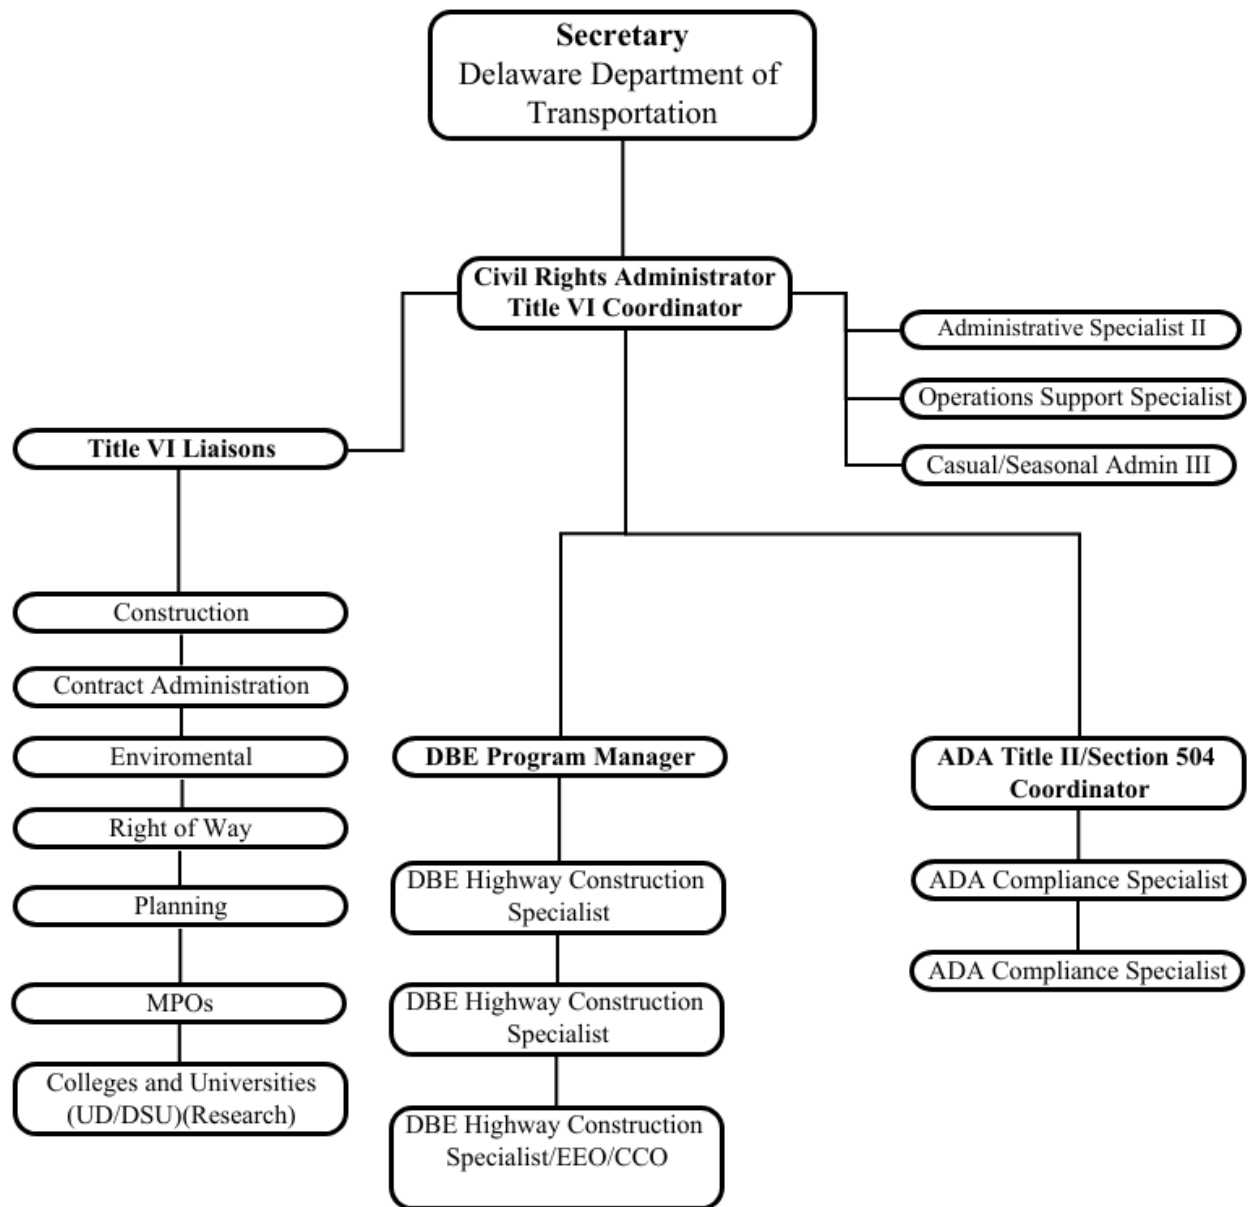 Secretary
Delaware Department of
Transportation
Civil Rights Administrator
Title VI Coordinator
Administrative Specialist II
Operations Support Specialist
Casual/Seasonal Admin III
Title VI Liaisons
Construction
Contract Administration
Enviromental
Right of Way
Planning
MPOs
Colleges and Universities
(UD/DSU)(Research)
DBE Program Manager
DBE Highway Construction
Specialist
DBE Highway Construction
Specialist
DBE Highway Construction
Specialist/EEO/CCO
ADA Title II/Section 504
Coordinator
ADA Compliance Specialist
ADA Compliance Specialist